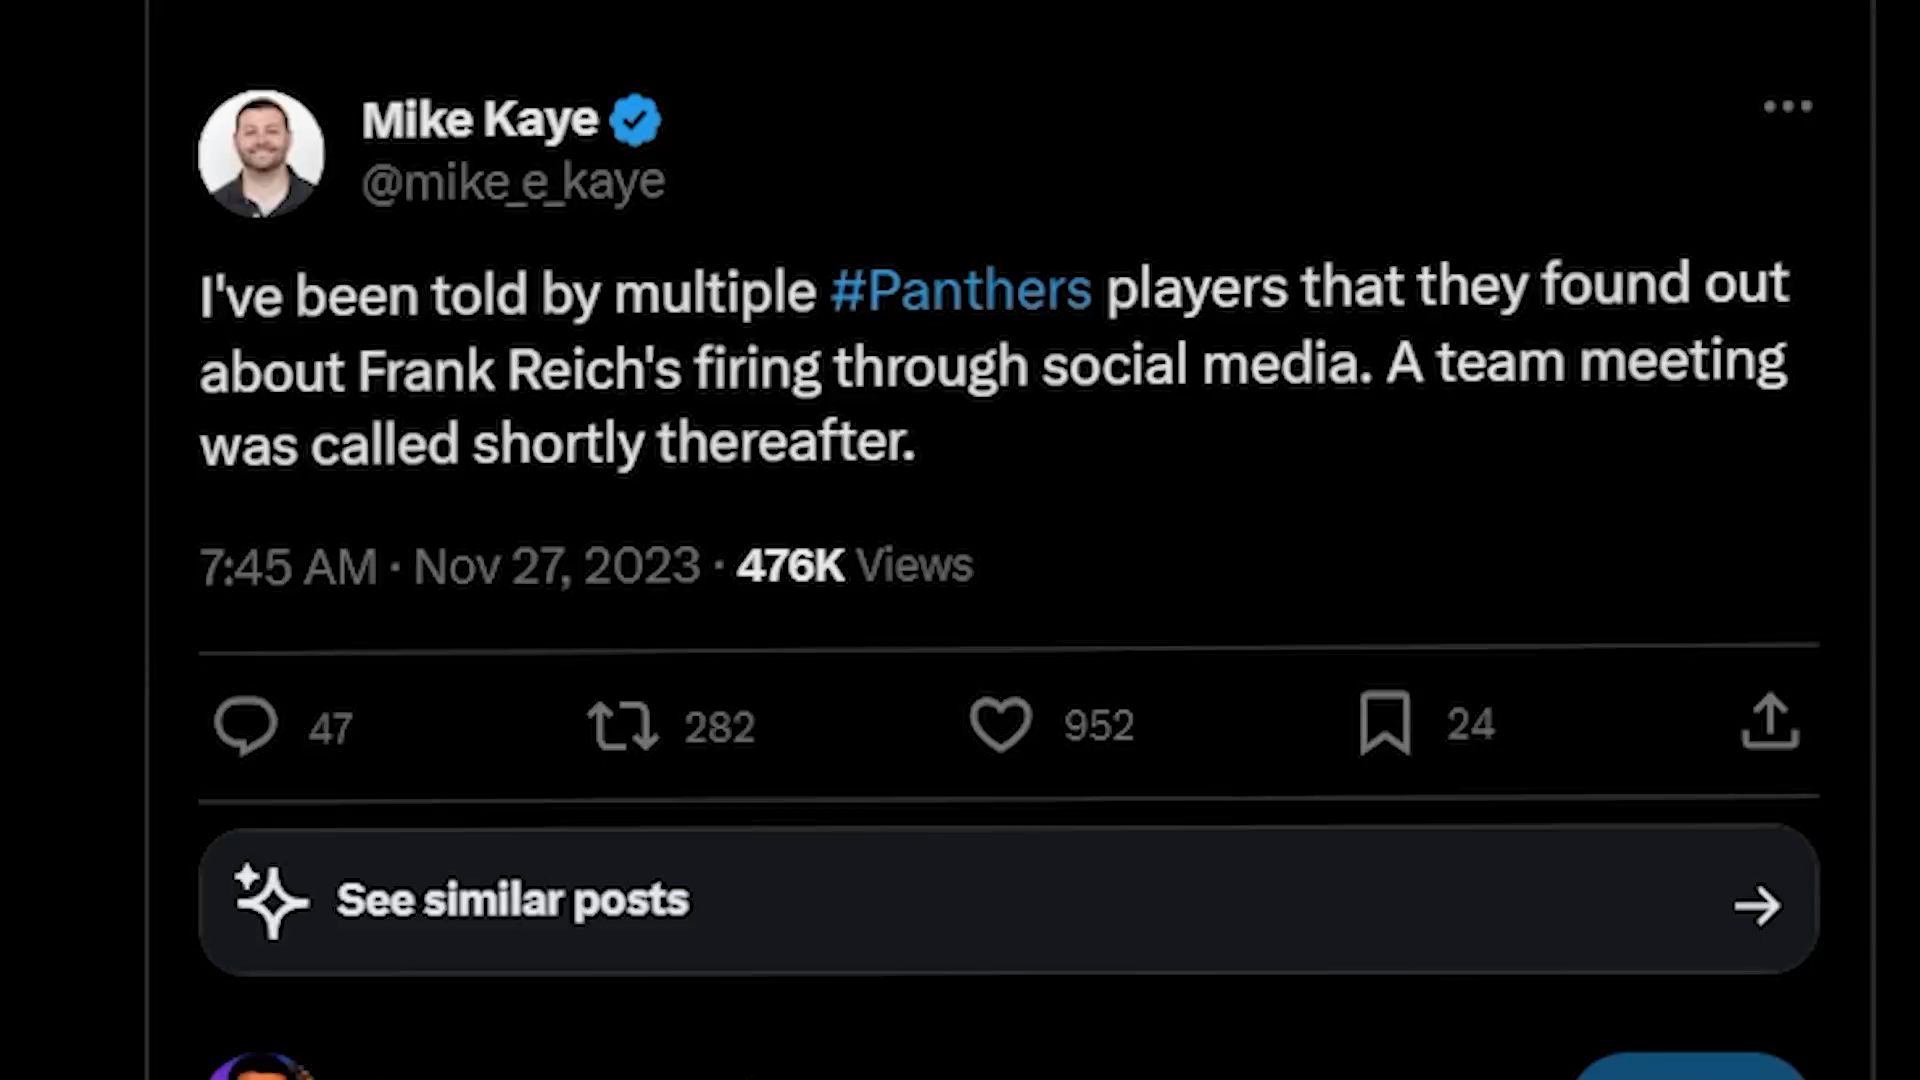 Mike Kaye
@mike_e_kaye
I've been told by multiple #Panthers players that they found out
about Frank Reich's firing through social media. A team meeting
was called shortly thereafter.
7:45 AM · Nov 27, 2023 · 476K Views
47 282 952 24
See similar posts